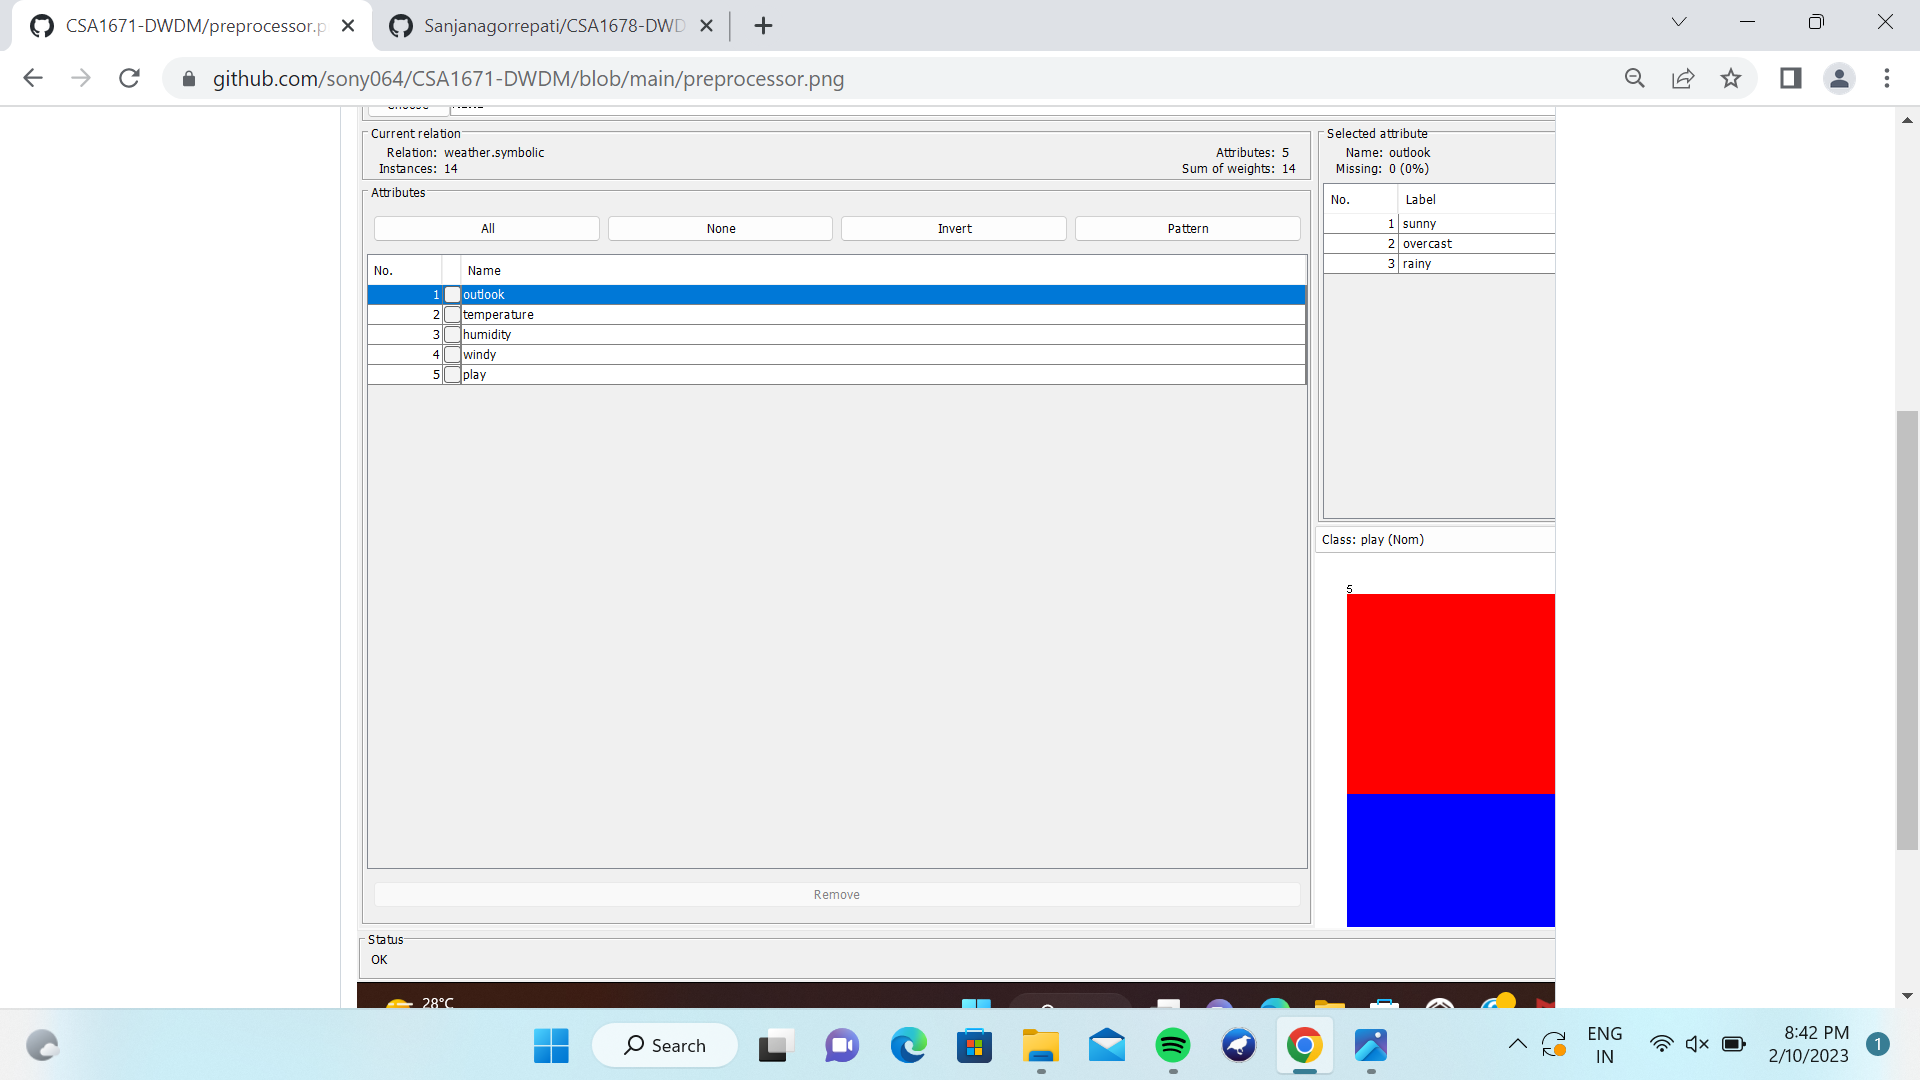 CSA1671-DWDM/preprocessor.p
Sanjanagorrepati/CSA1678-DWD
github.com/sony064/CSA1671-DWDM/blob/main/preprocessor.png
Current relation
Relation: weather.symbolic
Attributes: 5
Instances: 14
Sum of weights: 14
Attributes
All
None
Invert
Pattern
No.
Name
1 outlook
2 temperature
3 humidity
4 windy
5 play
Remove
Selected attribute
Name: outlook
Missing: 0 (0%)
No.
Label
1 sunny
2 overcast
3 rainy
Class: play (Nom)
5
Status
OK
28°C
Search
ENG
IN
8:42 PM
2/10/2023
1